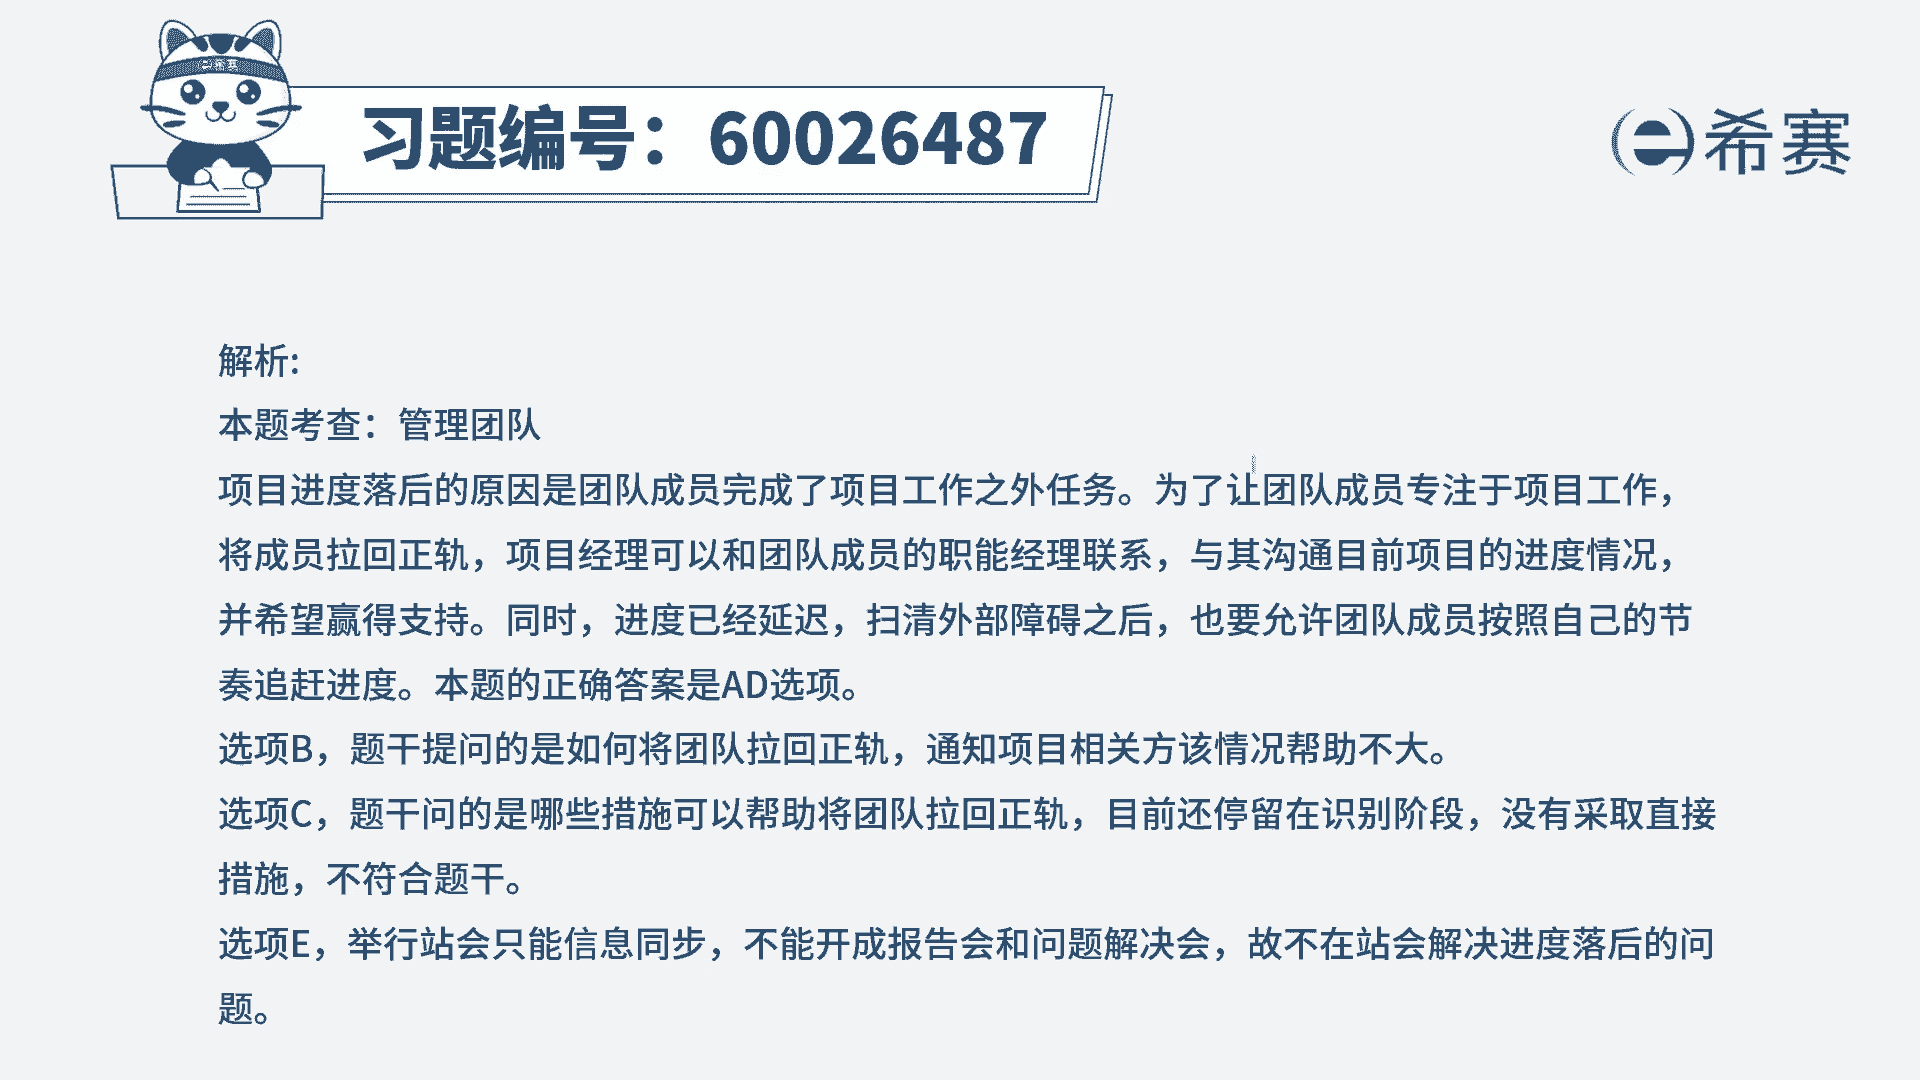 习题编号：60026487
希赛
希赛
解析:
本题考查：管理团队
项目进度落后的原因是团队成员完成了项目工作之外任务。为了让团队成员专注于项目工作，
将成员拉回正轨，项目经理可以和团队成员的职能经理联系，与其沟通目前项目的进度情况，
并希望赢得支持。同时，进度已经延迟，扫清外部障碍之后，也要允许团队成员按照自己的节
奏追赶进度。本题的正确答案是AD选项。
选项B，题干提问的是如何将团队拉回正轨，通知项目相关方该情况帮助不大。
选项C，题干问的是哪些措施可以帮助将团队拉回正轨，目前还停留在识别阶段，没有采取直接
措施，不符合题干。
选项E，举行站会只能信息同步，不能开成报告会和问题解决会，故不在站会解决进度落后的问
题。